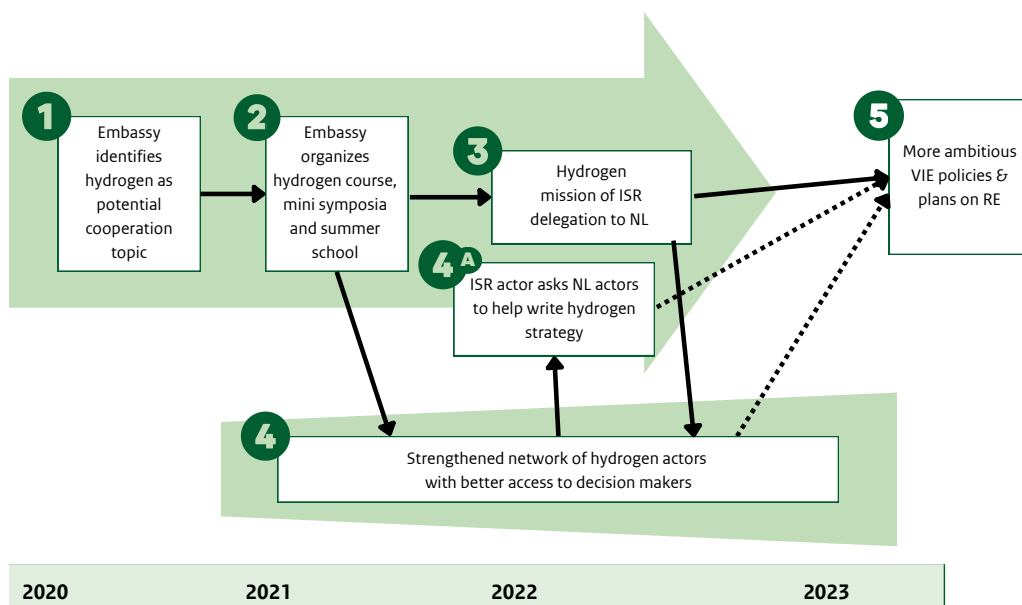 1
Embassy
identifies
hydrogen as
potential
cooperation
topic
2
Embassy
organizes
hydrogen course,
mini symposia
and summer
school
3
Hydrogen
mission of ISR
delegation to NL
4A
ISR actor asks NL actors
to help write hydrogen
strategy
4
Strengthened network of hydrogen actors
with better access to decision makers
5
More ambitious
VIE policies &
plans on RE
2020 2021 2022 2023